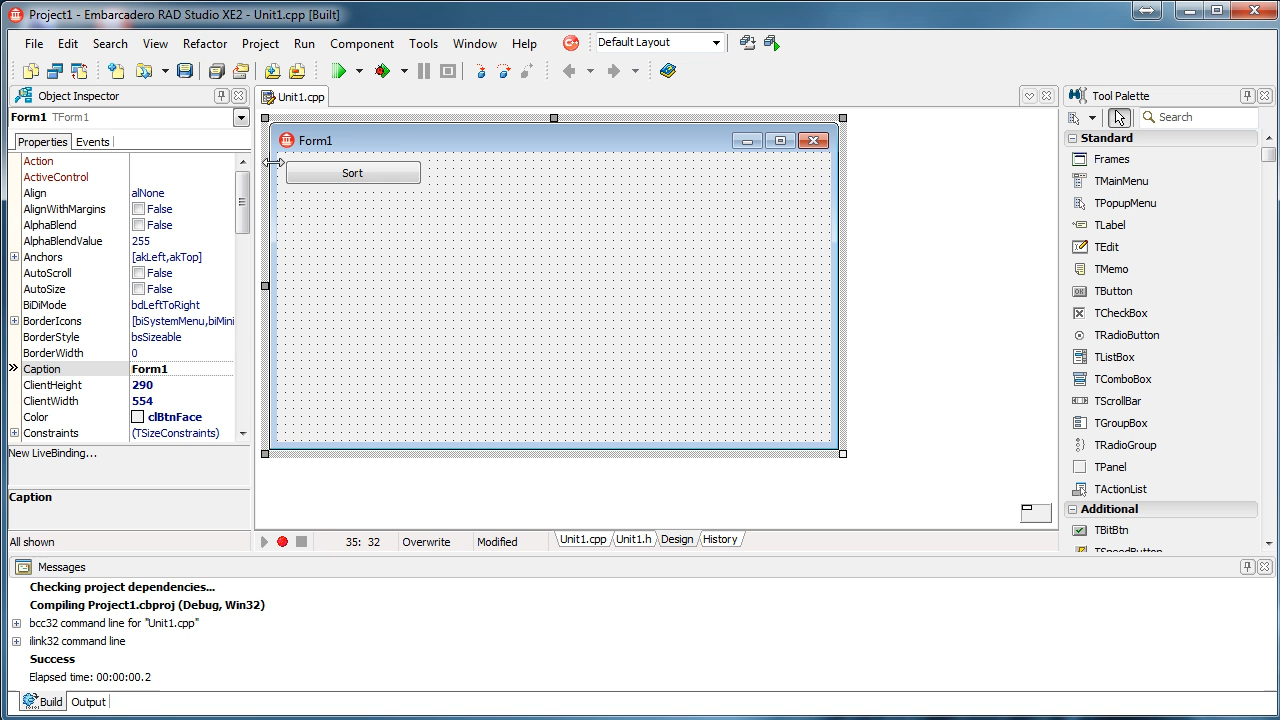 Project1 - Embarcadero RAD Studio XE2 - Unit1.cpp [Built]
File Edit Search View Refactor Project Run Component Tools Window Help Default Layout
Object Inspector
Form1 TForm1
Properties Events
Action
ActiveControl
Align alNone
AlignWithMargins False
AlphaBlend False
AlphaBlendValue 255
Anchors [akLeft,akTop]
AutoScroll False
AutoSize False
BiDiMode bdLeftToRight
BorderIcons [biSystemMenu,biMini
BorderStyle bsSizeable
BorderWidth 0
Caption Form1
ClientHeight 290
ClientWidth 554
Color clBtnFace
Constraints (TSizeConstraints)
New LiveBinding...
Caption
All shown
Unit1.cpp
Form1
Sort
35: 32 Overwrite Modified Unit1.cpp Unit1.h Design History
Tool Palette
Search
Standard
Frames
TMainMenu
TPopupMenu
TLabel
TEdit
TMemo
TButton
TCheckBox
TRadioButton
TListBox
TComboBox
TScrollBar
TGroupBox
TRadioGroup
TPanel
TActionList
Additional
TBitBtn
TSpeedButton
Messages
Checking project dependencies...
Compiling Project1.cbproj (Debug, Win32)
bcc32 command line for "Unit1.cpp"
ilink32 command line
Success
Elapsed time: 00:00:00.2
Build Output